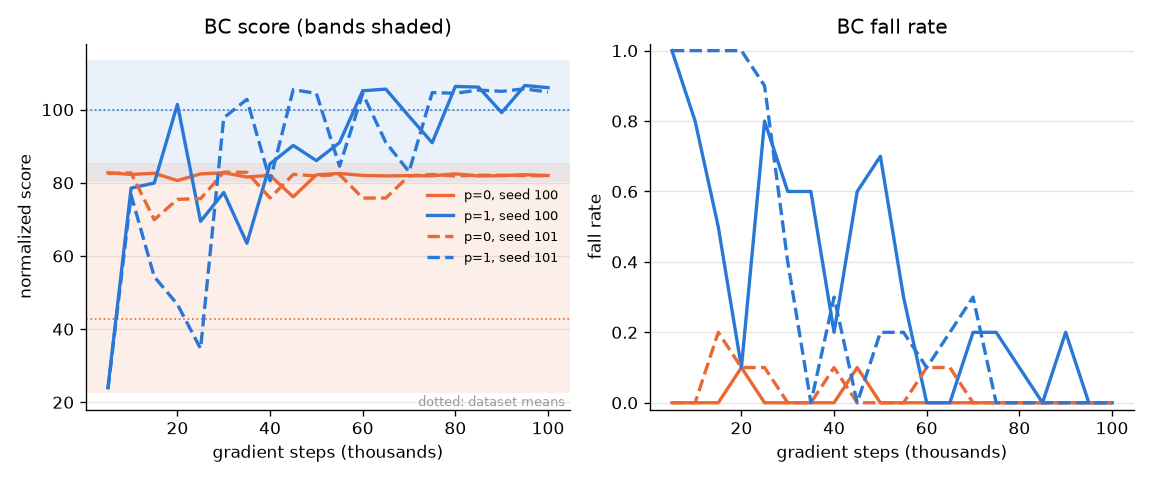 BC score (bands shaded)
normalized score
100
80
60
40
20
p=0, seed 100
p=1, seed 100
p=0, seed 101
p=1, seed 101
dotted: dataset means
20 40 60 80 100
gradient steps (thousands)
BC fall rate
fall rate
1.0
0.8
0.6
0.4
0.2
0.0
20 40 60 80 100
gradient steps (thousands)